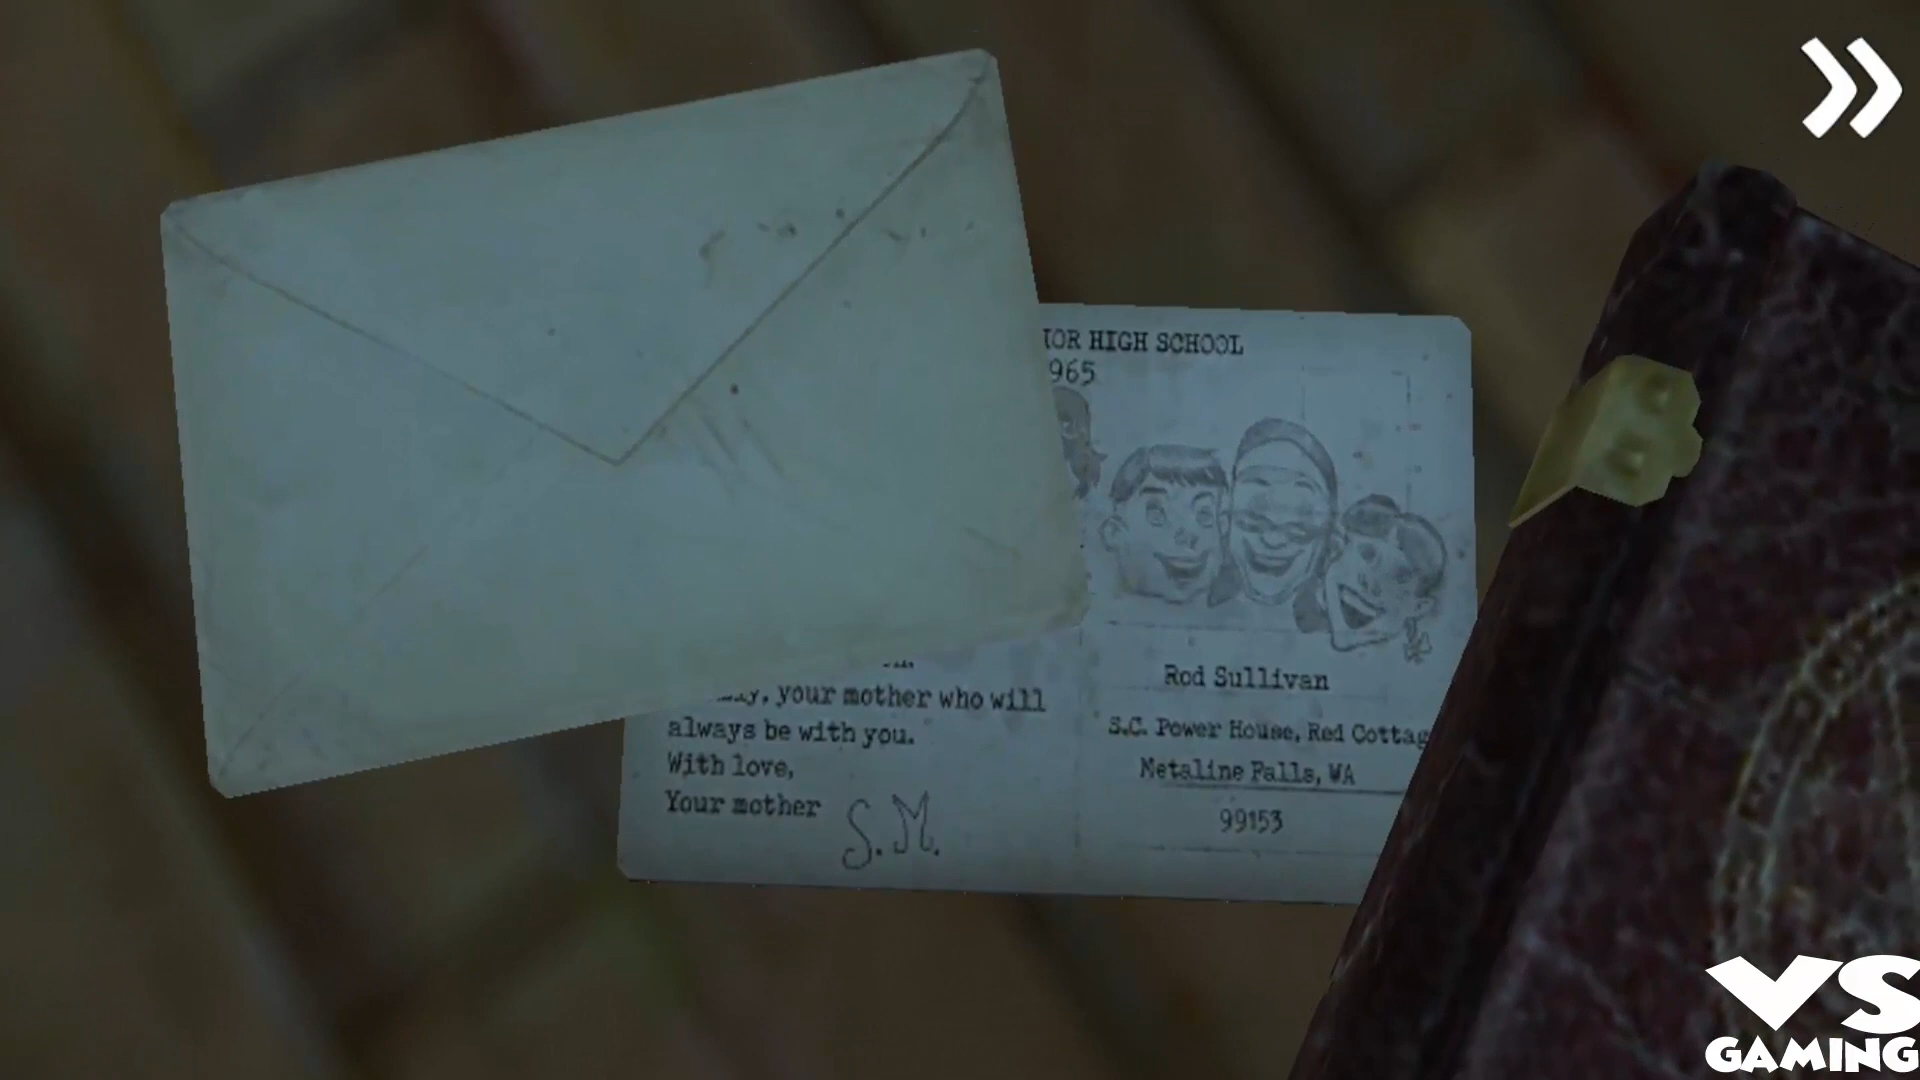 IOR HIGH SCHOOL
965
your mother who will
always be with you.
With love,
Your mother
S.M.
Rod Sullivan
S.C. Power House, Red Cottag
Metaline Falls, WA
99153
VS
GAMING